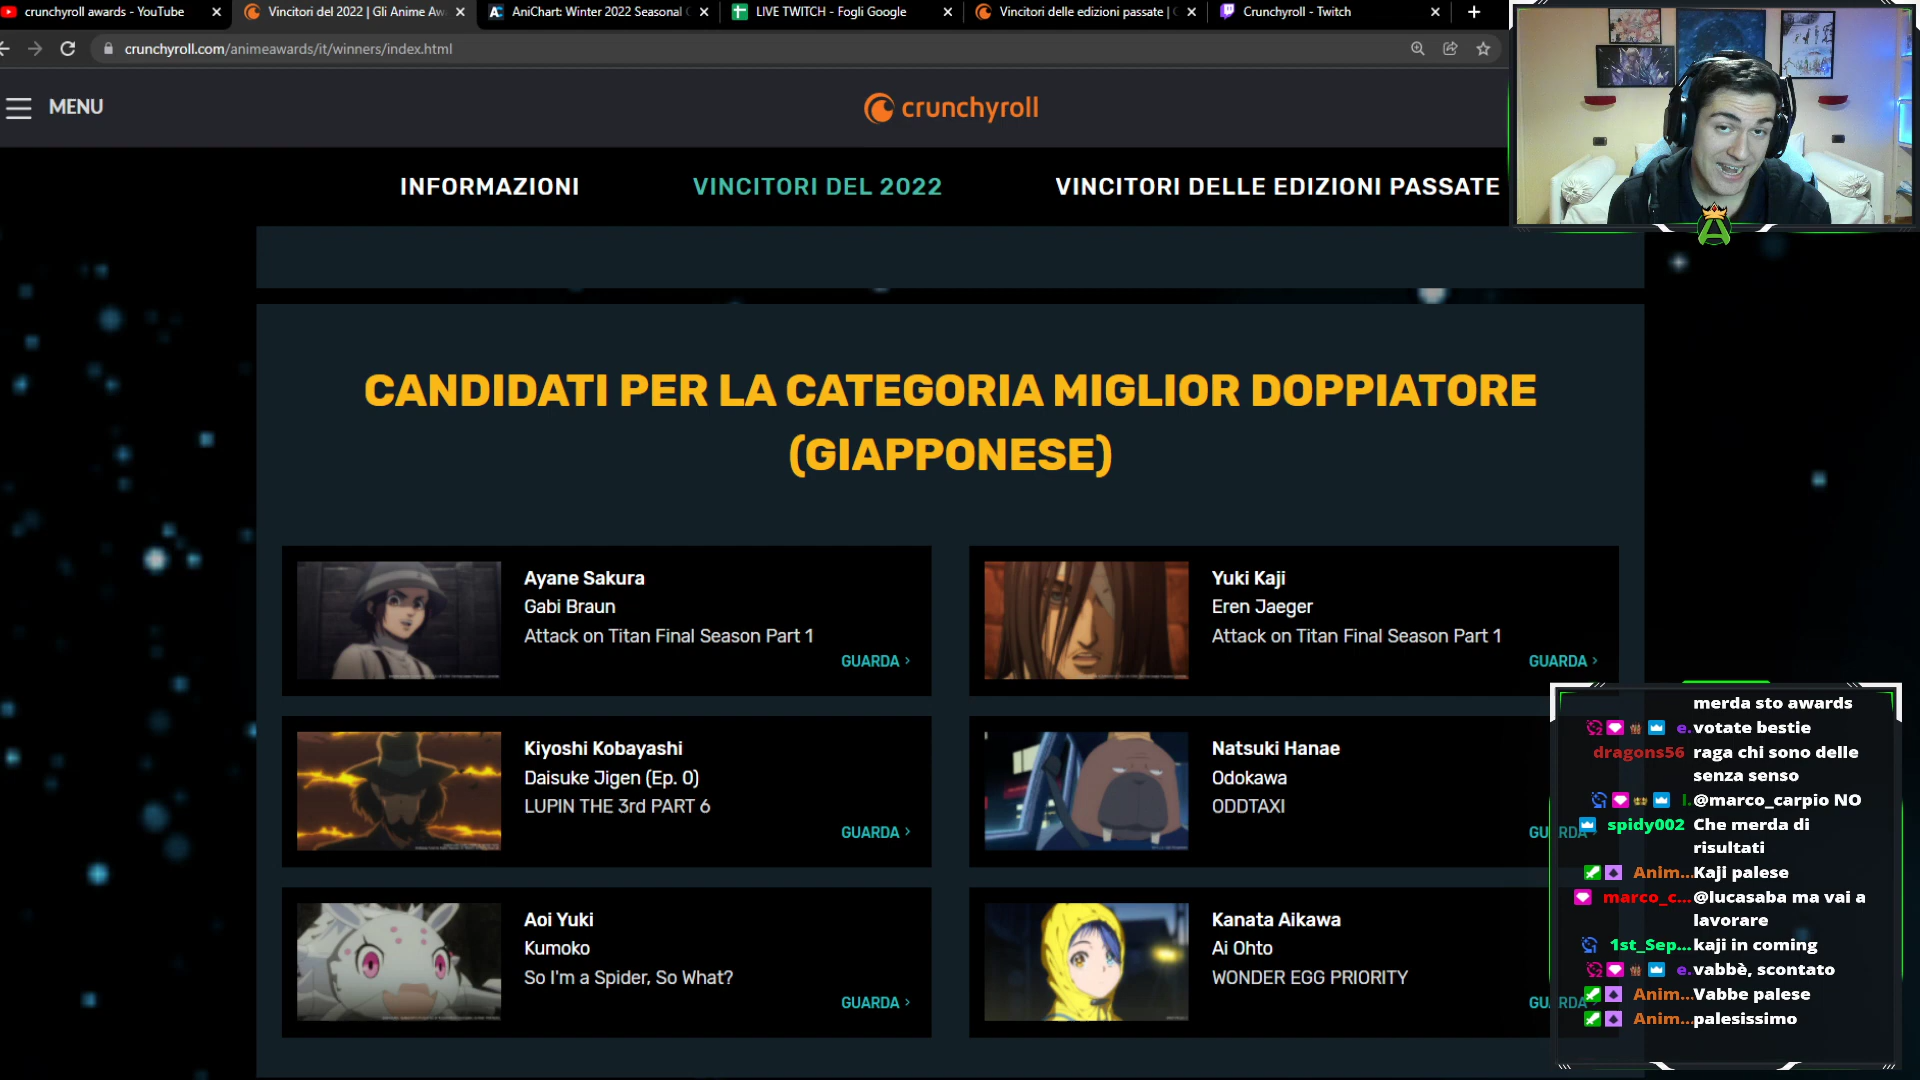 crunchyroll awards - YouTube
Vincitori del 2022 | Gli Anime Aw
AniChart: Winter 2022 Seasonal
LIVE TWITCH - Fogli Google
Vincitori delle edizioni passate |
Crunchyroll - Twitch
crunchyroll.com/animeawards/it/winners/index.html
MENU
crunchyroll
INFORMAZIONI
VINCITORI DEL 2022
VINCITORI DELLE EDIZIONI PASSATE
CANDIDATI PER LA CATEGORIA MIGLIOR DOPPIATORE
(GIAPPONESE)
Ayane Sakura
Gabi Braun
Attack on Titan Final Season Part 1
GUARDA
Yuki Kaji
Eren Jaeger
Attack on Titan Final Season Part 1
GUARDA
Kiyoshi Kobayashi
Daisuke Jigen (Ep. 0)
LUPIN THE 3rd PART 6
GUARDA
Natsuki Hanae
Odokawa
ODDTAXI
GUARDA
Aoi Yuki
Kumoko
So I'm a Spider, So What?
GUARDA
Kanata Aikawa
Ai Ohto
WONDER EGG PRIORITY
GUARDA
merda sto awards
e. votate bestie
dragons56 raga chi sono delle
senza senso
l. @marco_carpio NO
spidy002 Che merda di
risultati
Anim... Kaji palese
marco_c... @lucasaba ma vai a
lavorare
1st_Sep... kaji in coming
e. vabbè, scontato
Anim... Vabbe palese
Anim... palesissimo